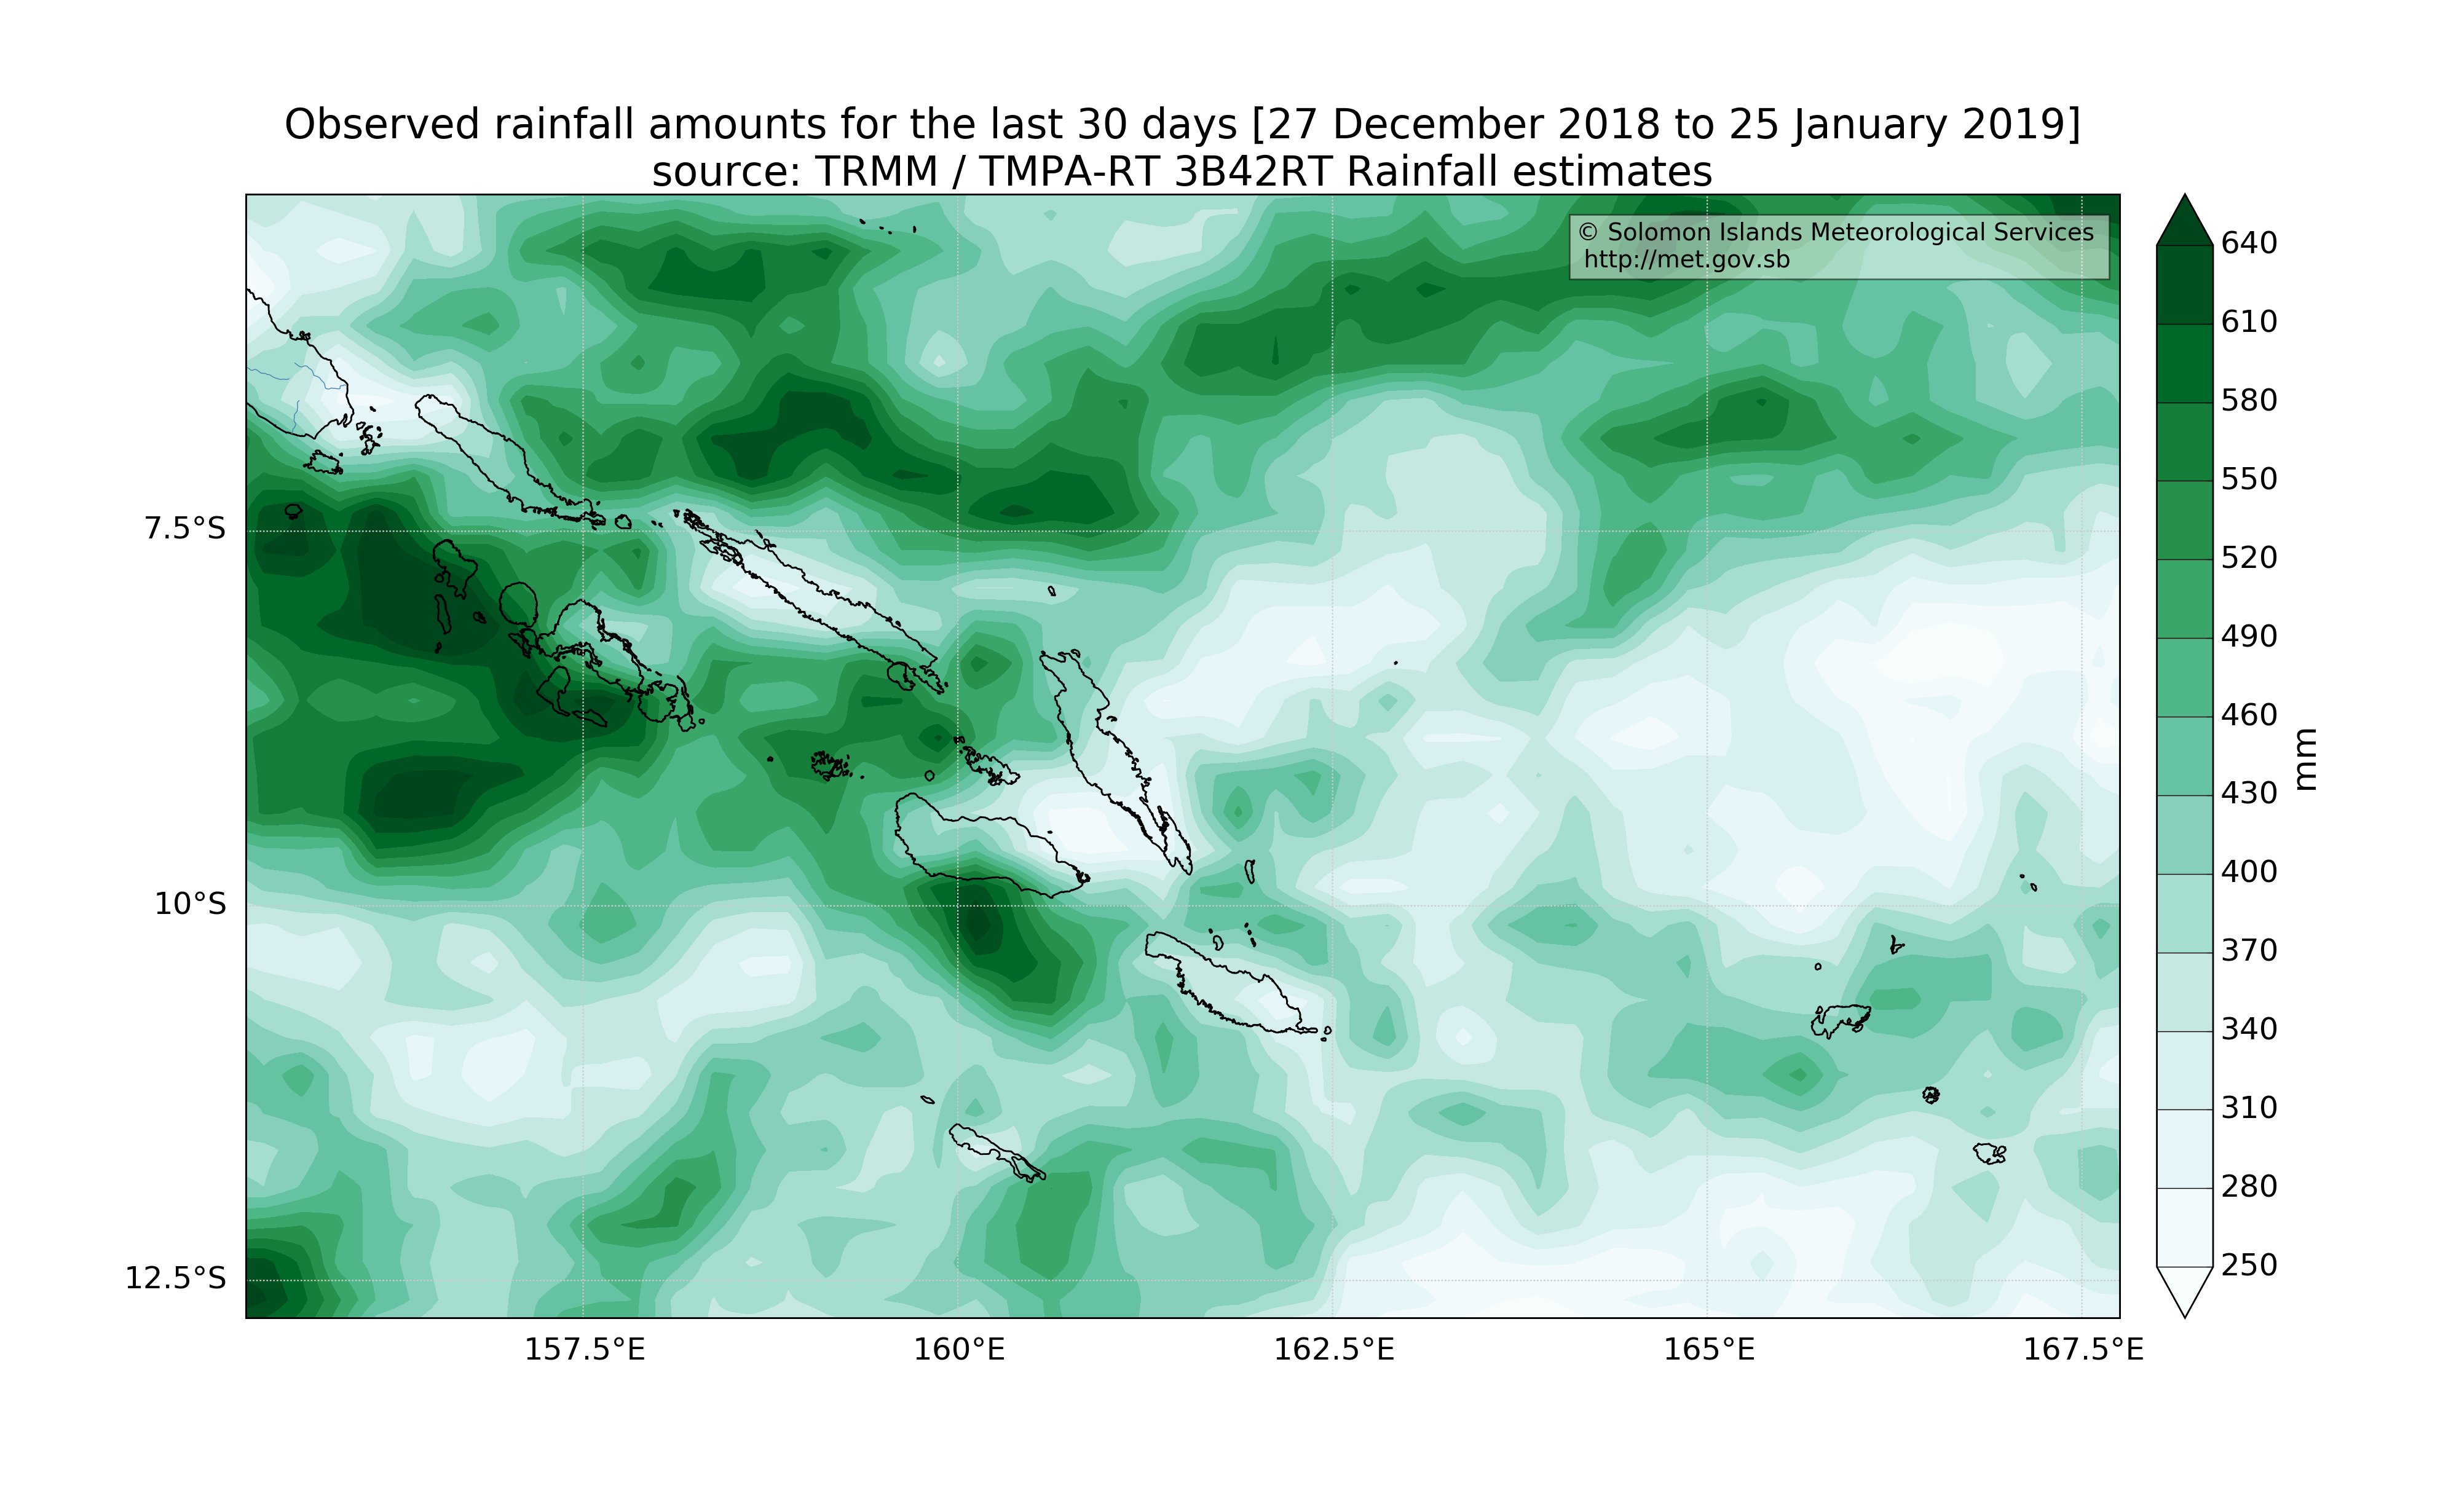 Observed rainfall amounts for the last 30 days [27 December 2018 to 25 January 2019]
source: TRMM / TMPA-RT 3B42RT Rainfall estimates
© Solomon Islands Meteorological Services
http://met.gov.sb
640
610
580
550
520
490
460
430
400
370
340
310
280
250
mm
7.5°S
10°S
12.5°S
157.5°E
160°E
162.5°E
165°E
167.5°E